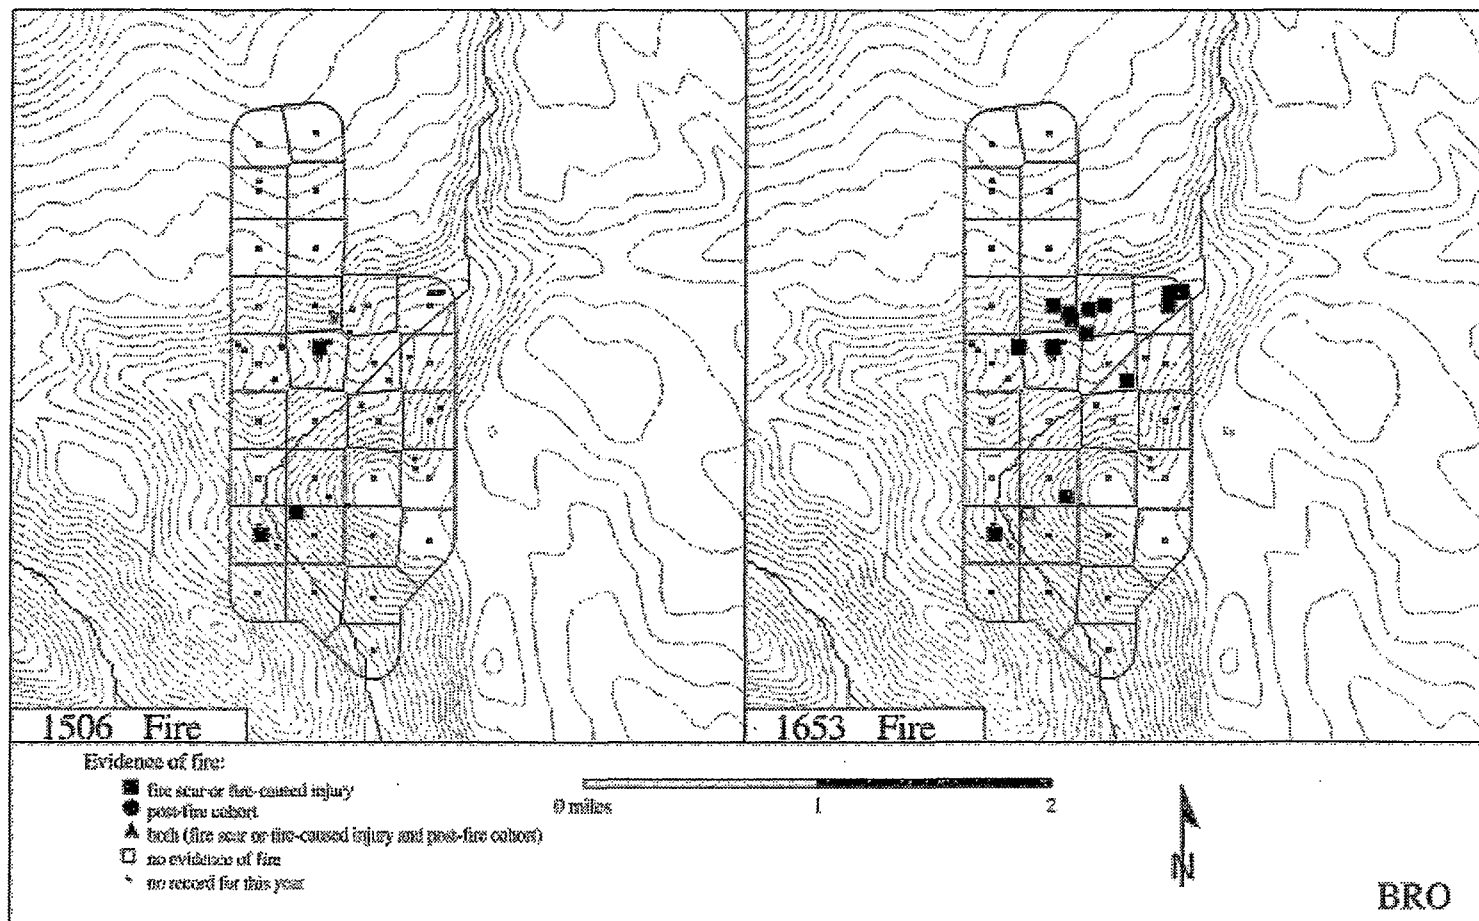 1506 Fire
1653 Fire
Evidence of fire:
fire scar or fire-caused injury
post-fire cohort
both (fire scar or fire-caused injury and post-fire cohort)
no evidence of fire
no record for this year
0 miles 1 2
N
BRO